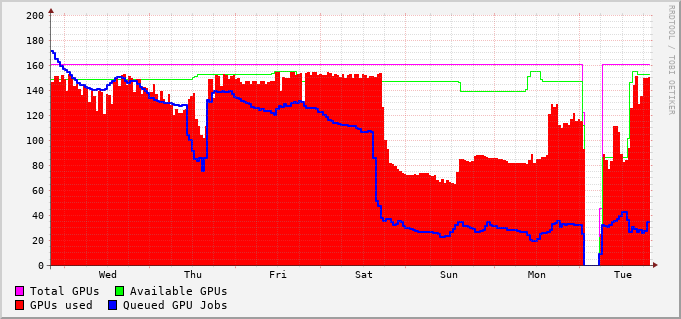 200
180
160
140
120
100
80
60
40
20
0
Wed Thu Fri Sat Sun Mon Tue
Total GPUs Available GPUs
GPUs used Queued GPU Jobs
RRDTOOL / TOBI OETIKER